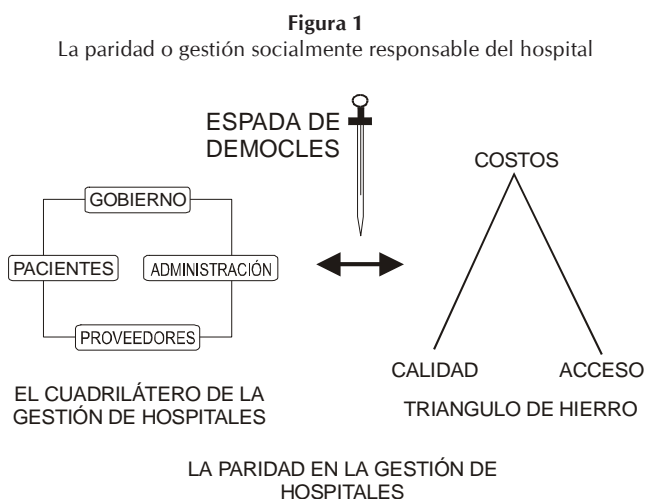 Figura 1
La paridad o gestión socialmente responsable del hospital
ESPADA DE
DEMOCLES
COSTOS
GOBIERNO
PACIENTES
ADMINISTRACIÓN
PROVEEDORES
CALIDAD
ACCESO
EL CUADRILÁTERO DE LA
GESTIÓN DE HOSPITALES
TRIANGULO DE HIERRO
LA PARIDAD EN LA GESTIÓN DE
HOSPITALES